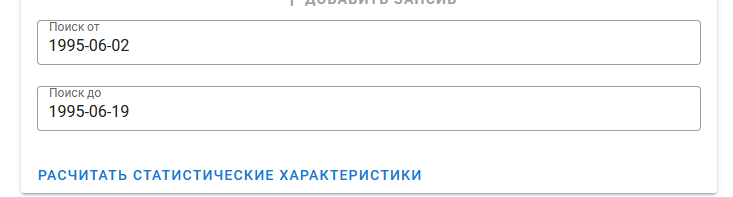 Поиск от
1995-06-02
Поиск до
1995-06-19
РАСЧИТАТЬ СТАТИСТИЧЕСКИЕ ХАРАКТЕРИСТИКИ